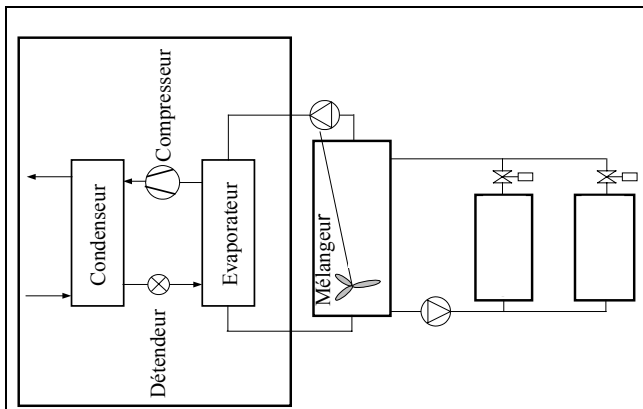 Condenseur
Compresseur
Détendeur
Evaporateur
Mélangeur